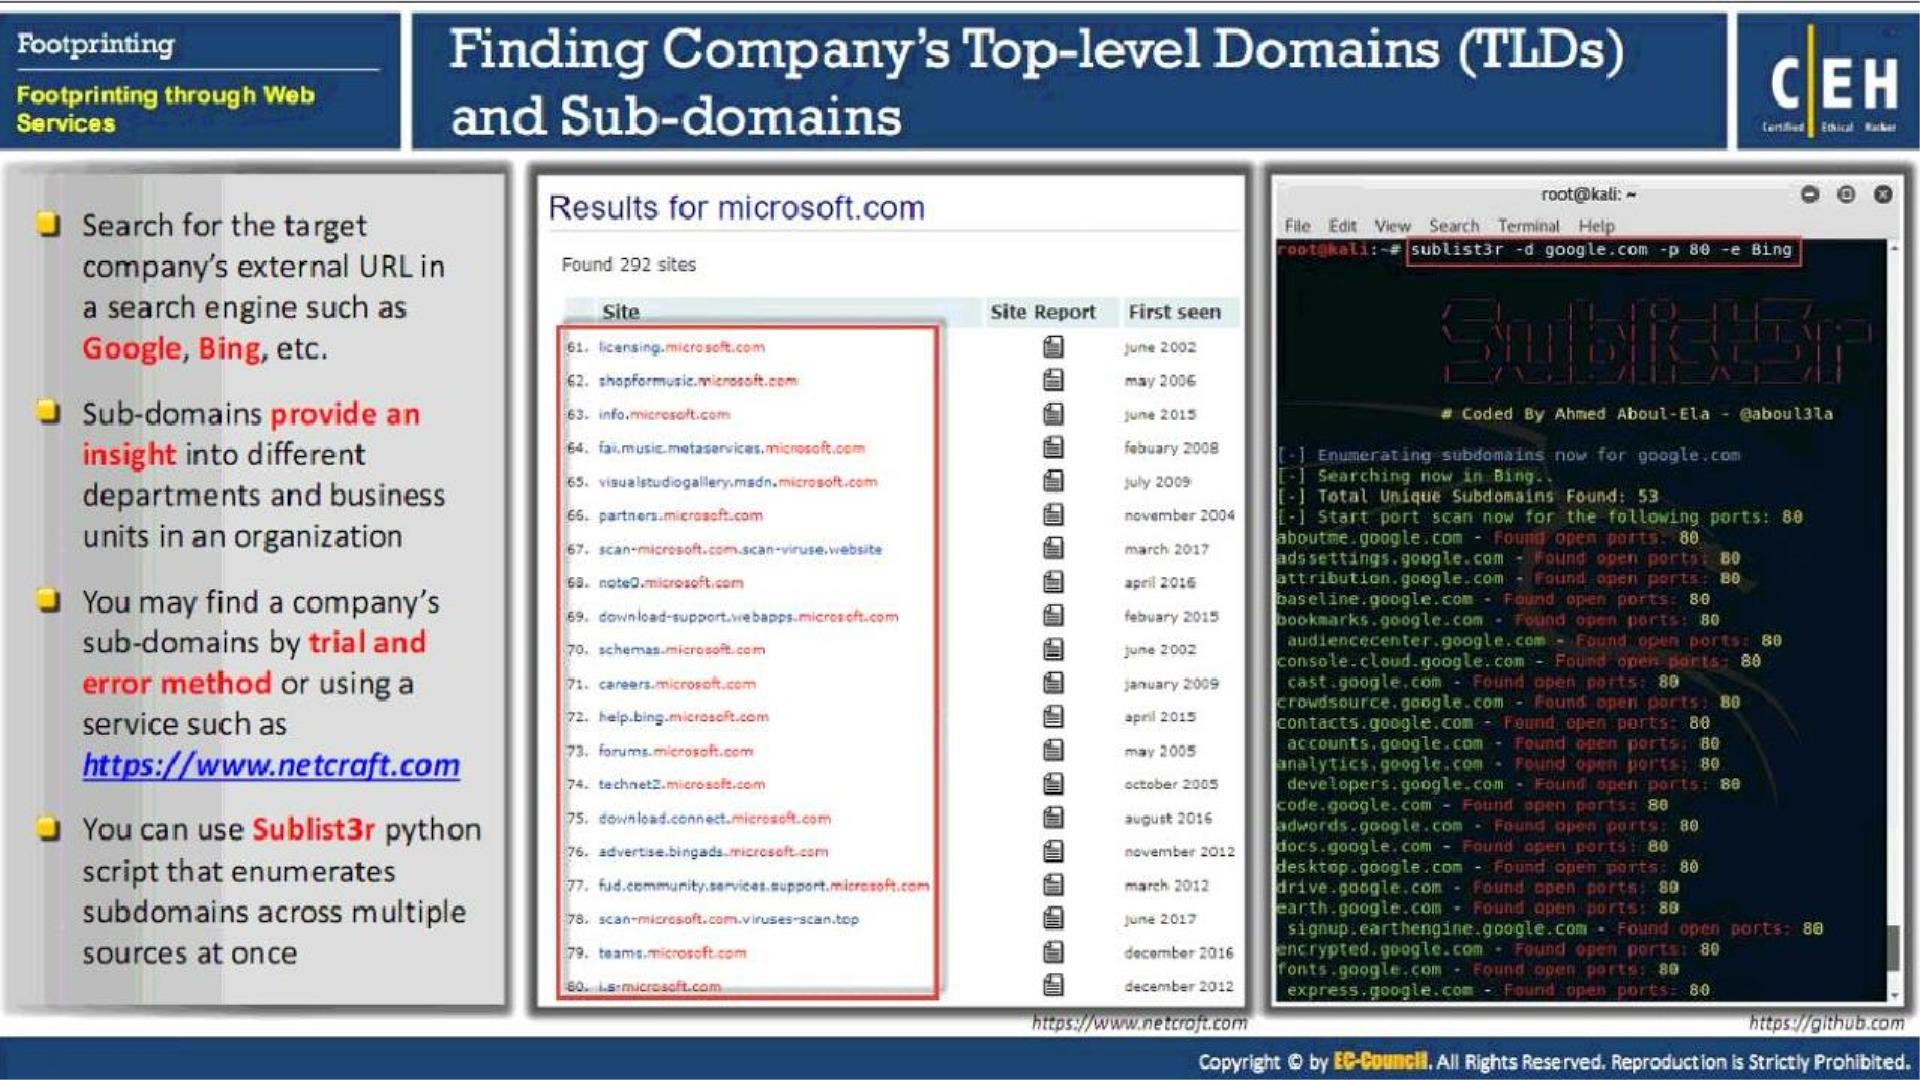 Footprinting
Footprinting through Web
Services
Finding Company's Top-level Domains (TLDs)
and Sub-domains
C|EH
Certified Ethical Hacker
Search for the target
company's external URL in
a search engine such as
Google, Bing, etc.
Sub-domains provide an
insight into different
departments and business
units in an organization
You may find a company's
sub-domains by trial and
error method or using a
service such as
https://www.netcraft.com
You can use Sublist3r python
script that enumerates
subdomains across multiple
sources at once
Results for microsoft.com
Found 292 sites
Site Site Report First seen
61. licensing.microsoft.com june 2002
62. shopformusic.microsoft.com may 2006
63. info.microsoft.com june 2015
64. fai.music.metaservices.microsoft.com febuary 2008
65. visualstudiogallery.msdn.microsoft.com july 2009
66. partners.microsoft.com november 2004
67. scan-microsoft.com.scan-viruse.website march 2017
68. note0.microsoft.com april 2016
69. download-support.webapps.microsoft.com febuary 2015
70. schemas.microsoft.com june 2002
71. careers.microsoft.com january 2009
72. help.bing.microsoft.com april 2015
73. forums.microsoft.com may 2005
74. technet2.microsoft.com october 2005
75. download.connect.microsoft.com august 2016
76. advertise.bingads.microsoft.com november 2012
77. fud.community.services.support.microsoft.com march 2012
78. scan-microsoft.com.viruses-scan.top june 2017
79. teams.microsoft.com december 2016
80. i.s-microsoft.com december 2012
https://www.netcraft.com
root@kali: ~
File Edit View Search Terminal Help
root@kali:~# sublist3r -d google.com -p 80 -e Bing
Sublist3r
# Coded By Ahmed Aboul-Ela - @aboul3la
[-] Enumerating subdomains now for google.com
[-] Searching now in Bing..
[-] Total Unique Subdomains Found: 53
[-] Start port scan now for the following ports: 80
aboutme.google.com - Found open ports: 80
adssettings.google.com - Found open ports: 80
attribution.google.com - Found open ports: 80
baseline.google.com - Found open ports: 80
bookmarks.google.com - Found open ports: 80
audiencecenter.google.com - Found open ports: 80
console.cloud.google.com - Found open ports: 80
cast.google.com - Found open ports: 80
crowdsource.google.com - Found open ports: 80
contacts.google.com - Found open ports: 80
accounts.google.com - Found open ports: 80
analytics.google.com - Found open ports: 80
developers.google.com - Found open ports: 80
code.google.com - Found open ports: 80
adwords.google.com - Found open ports: 80
docs.google.com - Found open ports: 80
desktop.google.com - Found open ports: 80
drive.google.com - Found open ports: 80
earth.google.com - Found open ports: 80
signup.earthengine.google.com - Found open ports: 80
encrypted.google.com - Found open ports: 80
fonts.google.com - Found open ports: 80
express.google.com - Found open ports: 80
https://github.com
Copyright © by EC-Council. All Rights Reserved. Reproduction is Strictly Prohibited.